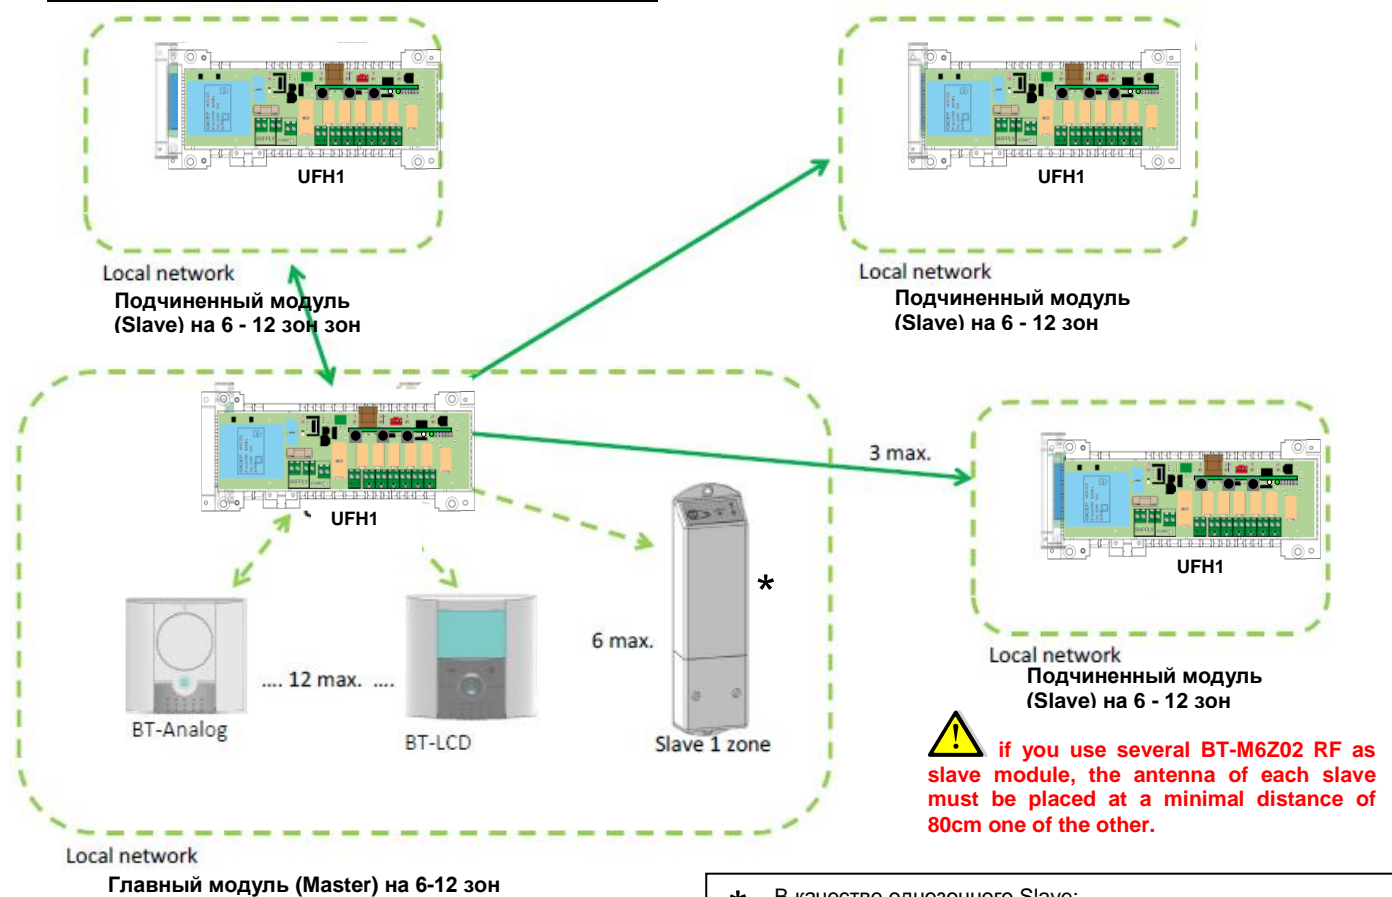 UFH1
UFH1
Local network
Подчиненный модуль
(Slave) на 6 - 12 зон зон
Local network
Подчиненный модуль
(Slave) на 6 - 12 зон
UFH1
3 max.
UFH1
Local network
Подчиненный модуль
(Slave) на 6 - 12 зон
*
6 max.
.... 12 max. ....
BT-Analog
BT-LCD
Slave 1 zone
if you use several BT-M6Z02 RF as
slave module, the antenna of each slave
must be placed at a minimal distance of
80cm one of the other.
Local network
Главный модуль (Master) на 6-12 зон
* В качестве однозонного Slave: